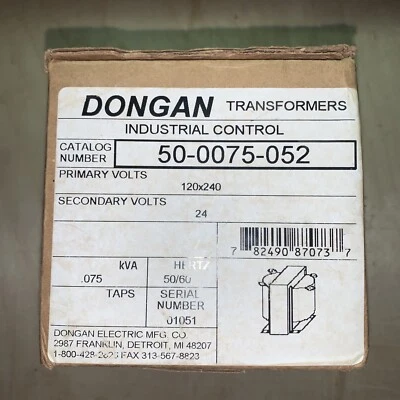 DONGAN TRANSFORMERS
INDUSTRIAL CONTROL
CATALOG NUMBER 50-0075-052
PRIMARY VOLTS
120x240
SECONDARY VOLTS
24
7 82490 87073 7
kVA HERTZ
.075 50/60
TAPS SERIAL NUMBER
01051
DONGAN ELECTRIC MFG. CO.
2987 FRANKLIN, DETROIT, MI 48207
FAX 313-567-8823